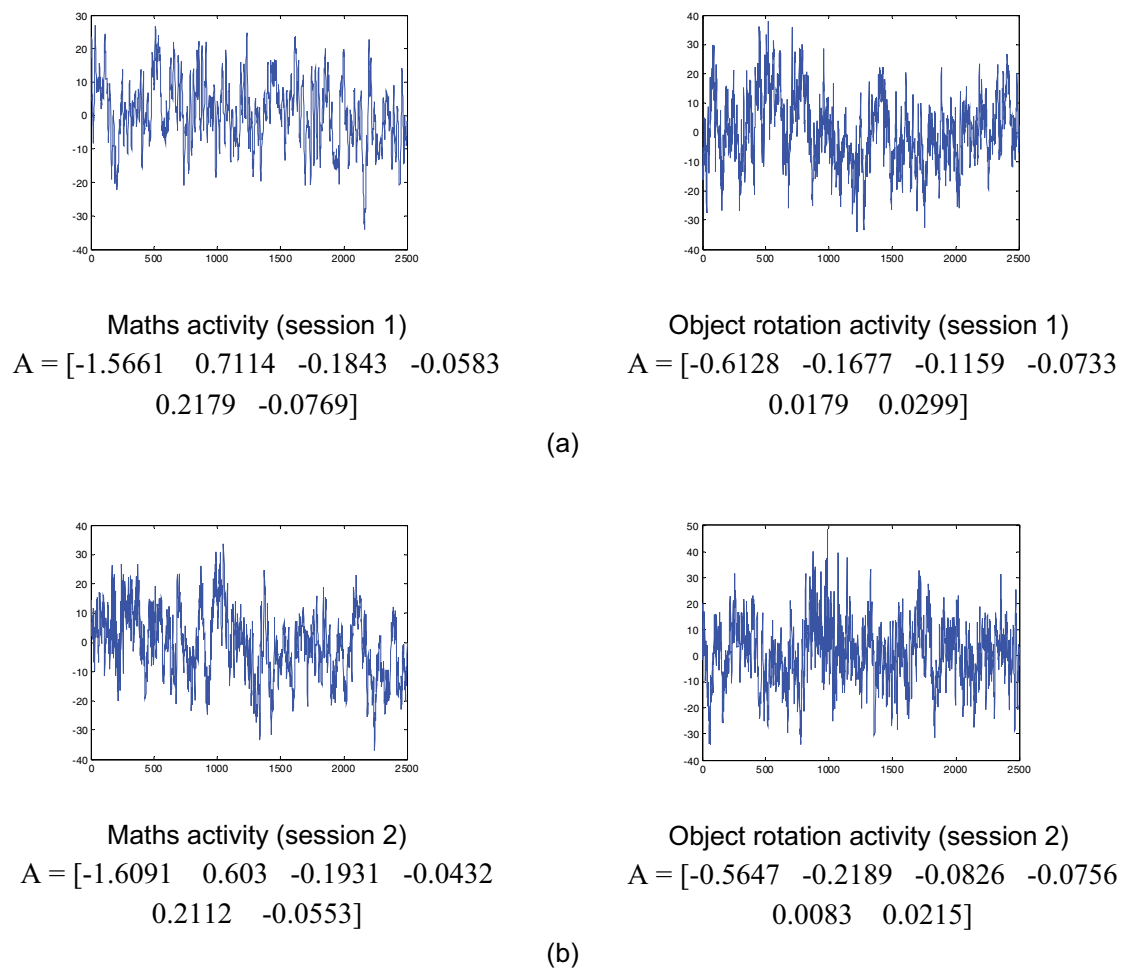 30
20
10
0
-10
-20
-30
-40
0 500 1000 1500 2000 2500
40
30
20
10
0
-10
-20
-30
-40
0 500 1000 1500 2000 2500
Maths activity (session 1)
A = [-1.5661 0.7114 -0.1843 -0.0583
0.2179 -0.0769]
Object rotation activity (session 1)
A = [-0.6128 -0.1677 -0.1159 -0.0733
0.0179 0.0299]
(a)
40
30
20
10
0
-10
-20
-30
-40
0 500 1000 1500 2000 2500
50
40
30
20
10
0
-10
-20
-30
-40
0 500 1000 1500 2000 2500
Maths activity (session 2)
A = [-1.6091 0.603 -0.1931 -0.0432
0.2112 -0.0553]
Object rotation activity (session 2)
A = [-0.5647 -0.2189 -0.0826 -0.0756
0.0083 0.0215]
(b)